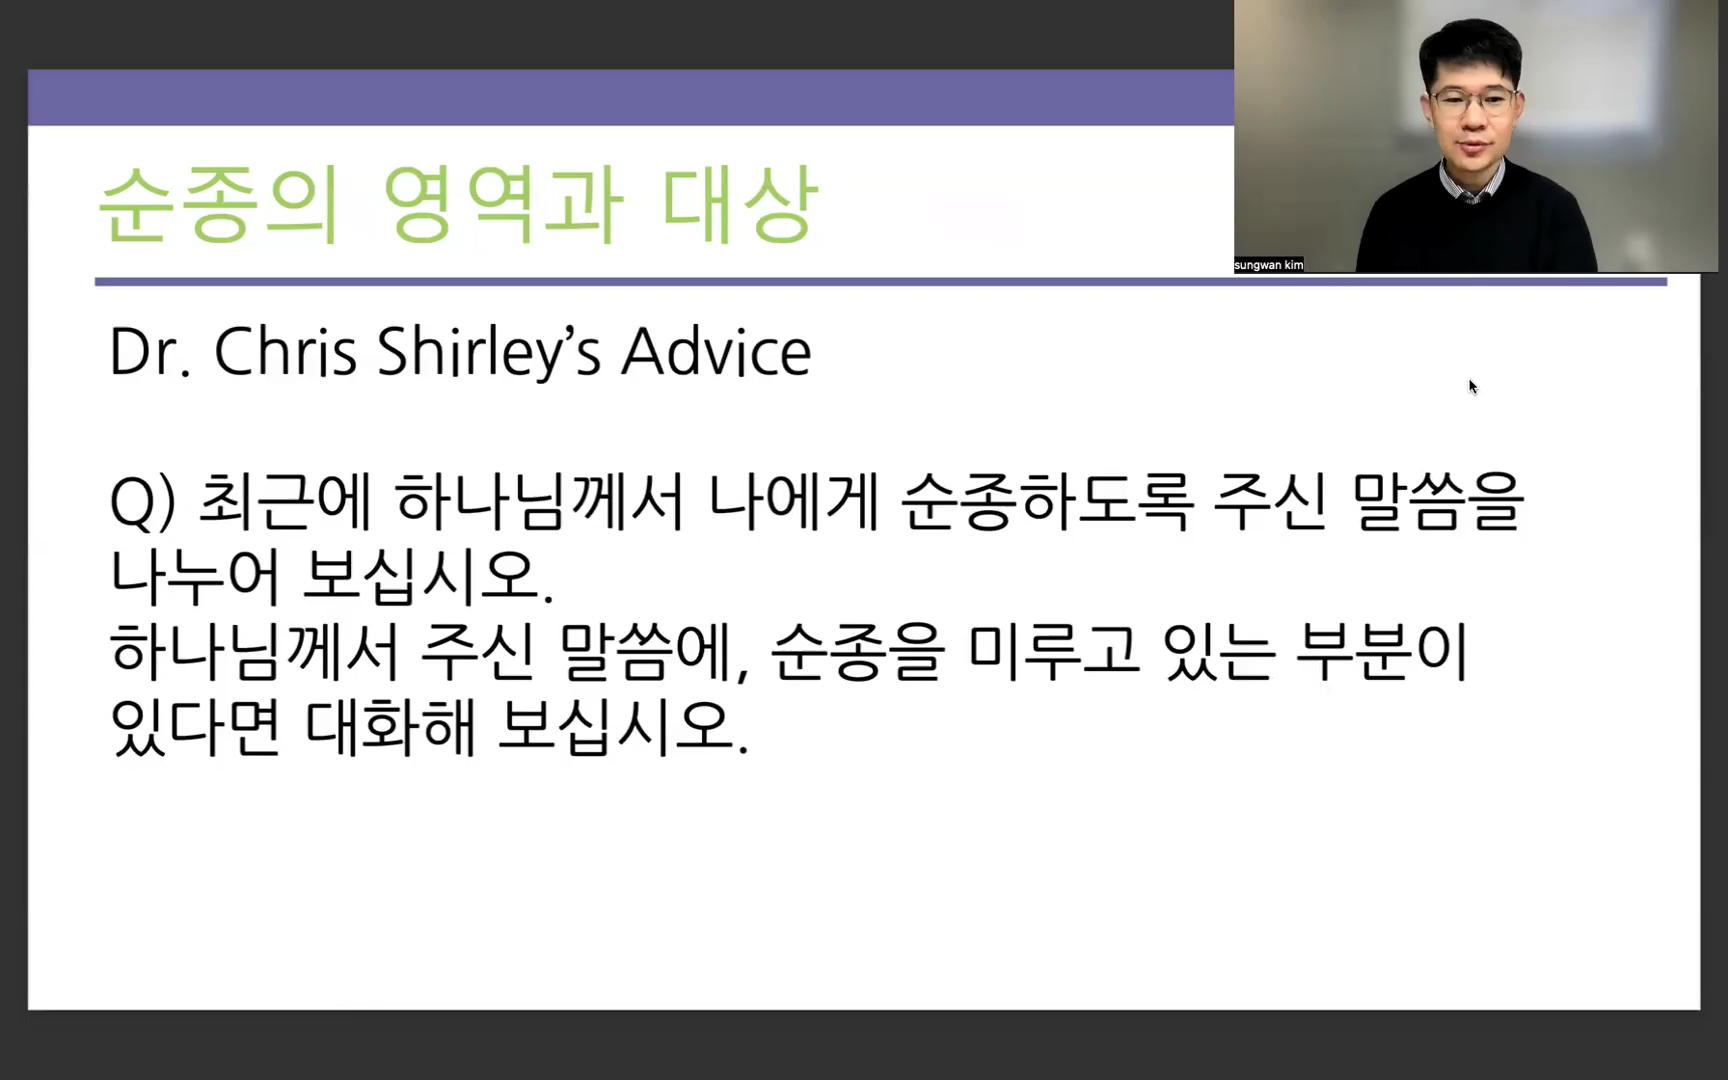 순종의 영역과 대상
sungwan kim
Dr. Chris Shirley’s Advice
Q) 최근에 하나님께서 나에게 순종하도록 주신 말씀을
나누어 보십시오.
하나님께서 주신 말씀에, 순종을 미루고 있는 부분이
있다면 대화해 보십시오.